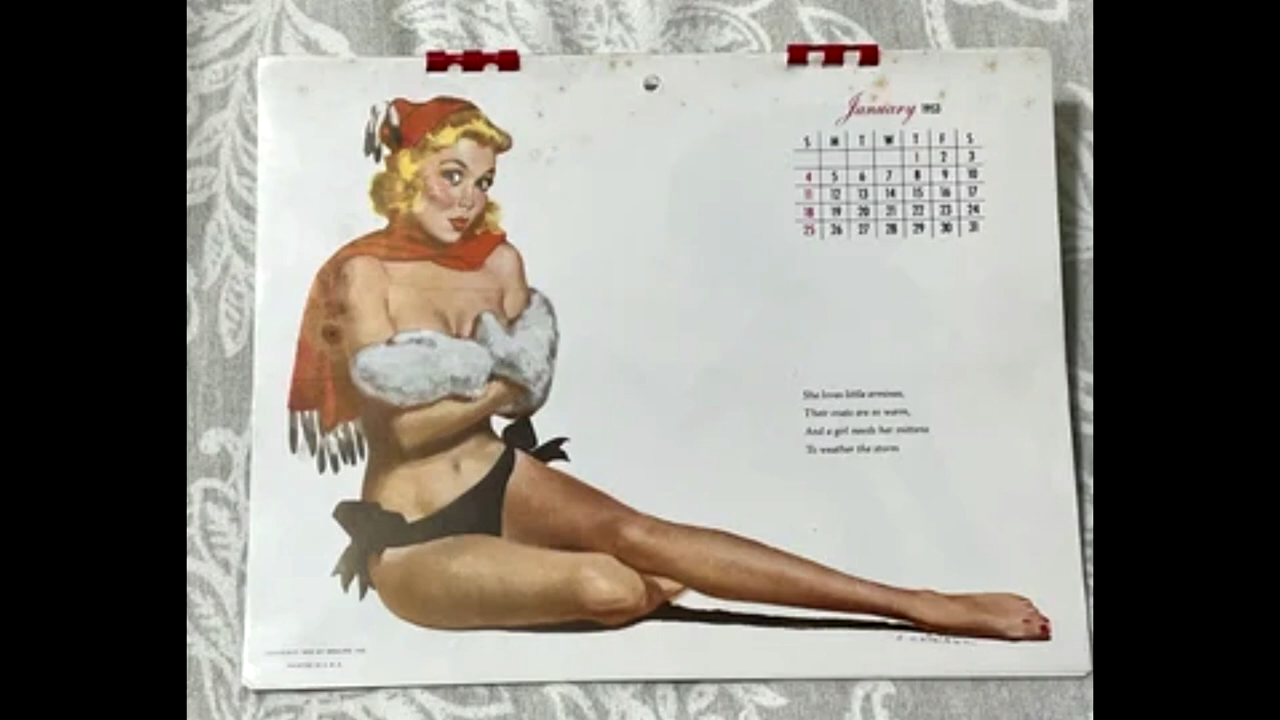 January 1953
S M T W T F S
1 2 3
4 5 6 7 8 9 10
11 12 13 14 15 16 17
18 19 20 21 22 23 24
25 26 27 28 29 30 31
She loves little ermines,
Their coats are so warm,
And a girl needs her mittens
To weather the storm
PRINTED IN U.S.A.